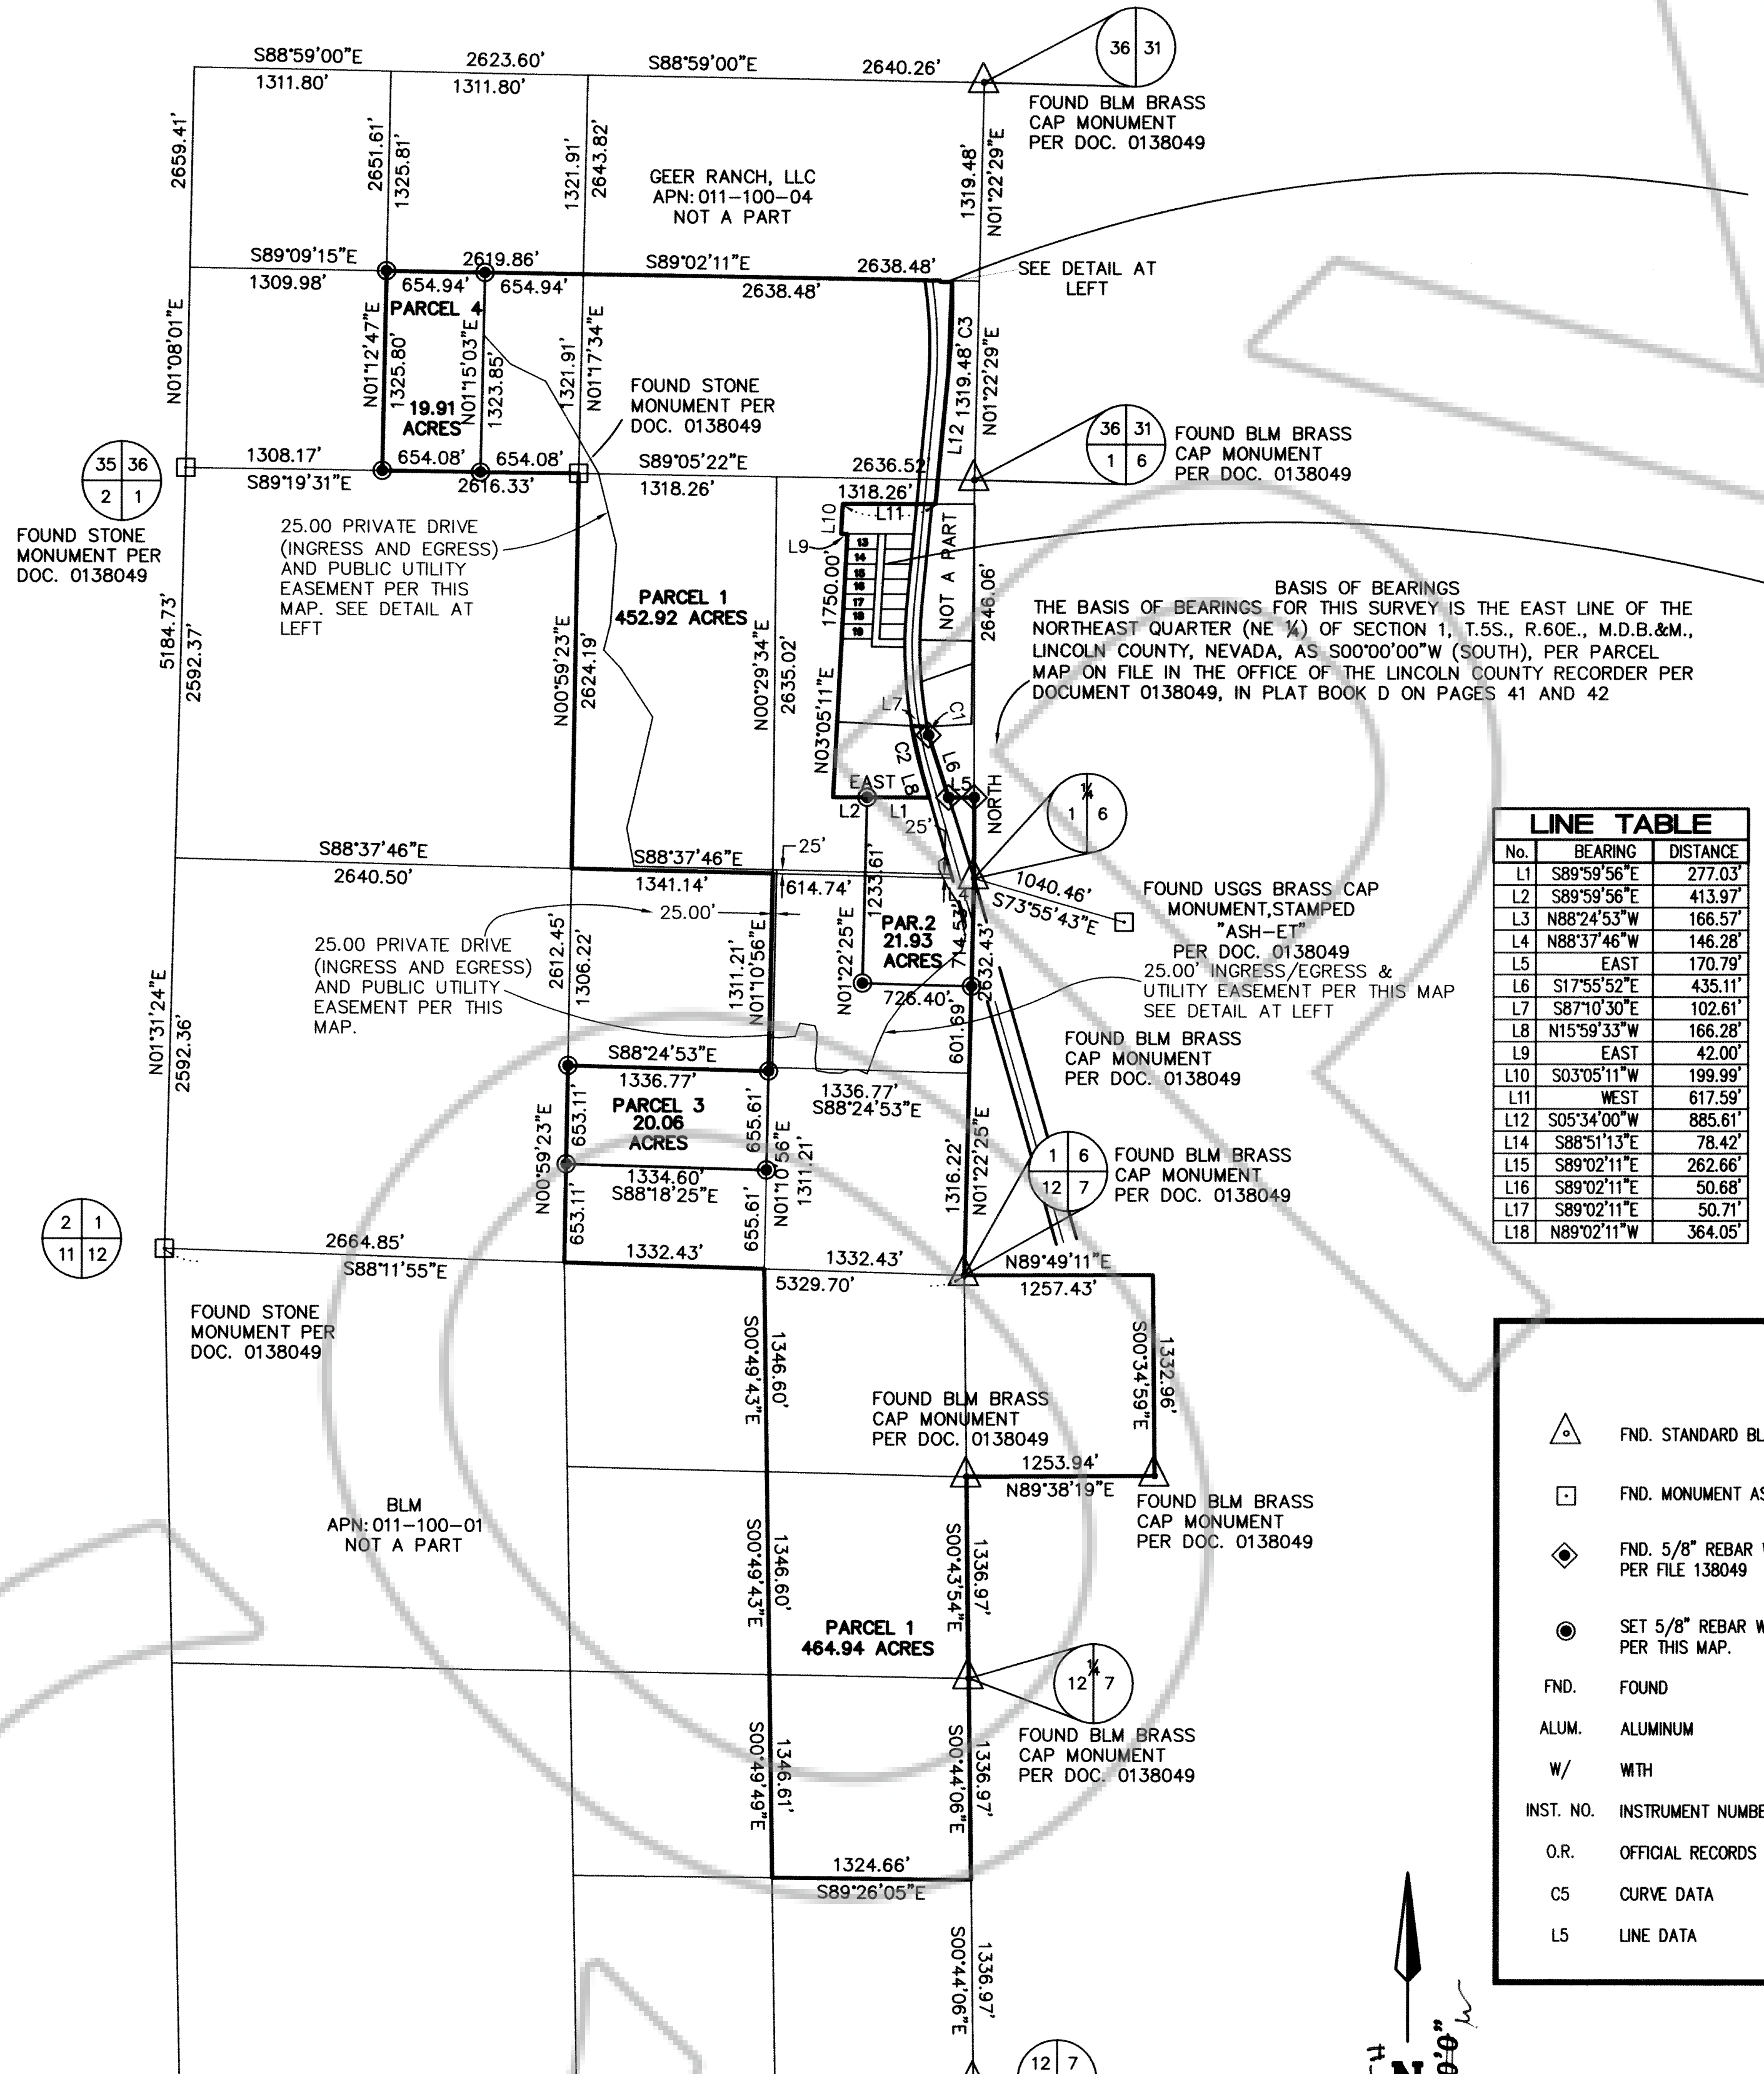 S88°59'00"E
2623.60'
S88°59'00"E
2640.26'
1311.80'
1311.80'
36 31
FOUND BLM BRASS
CAP MONUMENT
PER DOC. 0138049
2659.41'
2651.61'
1325.81'
1321.91'
2643.82'
1319.48'
N01°22'29"E
GEER RANCH, LLC
APN: 011-100-04
NOT A PART
S89°09'15"E
2619.86'
S89°02'11"E
2638.48'
1309.98'
654.94'
654.94'
2638.48'
SEE DETAIL AT
LEFT
N01°08'01"E
PARCEL 4
N01°12'47"E
1325.80'
N01°15'03"E
1323.85'
1321.91'
N01°17'34"E
19.91
ACRES
FOUND STONE
MONUMENT PER
DOC. 0138049
L12 1319.48' C3
N01°22'29"E
36 31
1 6
FOUND BLM BRASS
CAP MONUMENT
PER DOC. 0138049
35 36
2 1
FOUND STONE
MONUMENT PER
DOC. 0138049
1308.17'
654.08'
654.08'
S89°05'22"E
2636.52'
S89°19'31"E
2616.33'
1318.26'
1318.26'
25.00 PRIVATE DRIVE
(INGRESS AND EGRESS)
AND PUBLIC UTILITY
EASEMENT PER THIS
MAP. SEE DETAIL AT
LEFT
L10
L11
L9
13
14
15
16
17
18
19
1750.00'
NOT A PART
2646.06'
PARCEL 1
452.92 ACRES
BASIS OF BEARINGS
THE BASIS OF BEARINGS FOR THIS SURVEY IS THE EAST LINE OF THE
NORTHEAST QUARTER (NE ¼) OF SECTION 1, T.5S., R.60E., M.D.B.&M.,
LINCOLN COUNTY, NEVADA, AS S00°00'00"W (SOUTH), PER PARCEL
MAP ON FILE IN THE OFFICE OF THE LINCOLN COUNTY RECORDER PER
DOCUMENT 0138049, IN PLAT BOOK D ON PAGES 41 AND 42
5184.73'
2592.37'
N00°59'23"E
2624.19'
N00°29'34"E
2635.02'
N03°05'11"E
L7
C1
C2
L6
L8
EAST
L5
NORTH
L2
L1
25'
¼
1 6
S88°37'46"E
2640.50'
S88°37'46"E
25'
1341.14'
614.74'
25.00'
1233.61'
L4
1040.46'
S73°55'43"E
FOUND USGS BRASS CAP
MONUMENT,STAMPED
"ASH-ET"
PER DOC. 0138049
PAR.2
21.93
ACRES
N01°22'25"E
714.53'
2632.43'
726.40'
601.69'
25.00' INGRESS/EGRESS &
UTILITY EASEMENT PER THIS MAP
SEE DETAIL AT LEFT
25.00 PRIVATE DRIVE
(INGRESS AND EGRESS)
AND PUBLIC UTILITY
EASEMENT PER THIS
MAP.
2612.45'
1306.22'
1311.21'
N01°10'56"E
FOUND BLM BRASS
CAP MONUMENT
PER DOC. 0138049
N01°31'24"E
2592.36'
S88°24'53"E
1336.77'
1336.77'
S88°24'53"E
PARCEL 3
20.06
ACRES
653.11'
655.61'
N00°59'23"E
1334.60'
S88°18'25"E
653.11'
655.61'
N01°10'56"E
1311.21'
1316.22'
N01°22'25"E
1 6
12 7
FOUND BLM BRASS
CAP MONUMENT
PER DOC. 0138049
2 1
11 12
2664.85'
S88°11'55"E
1332.43'
1332.43'
5329.70'
N89°49'11"E
1257.43'
FOUND STONE
MONUMENT PER
DOC. 0138049
S00°49'43"E
1346.60'
S00°34'59"E
1332.96'
FOUND BLM BRASS
CAP MONUMENT
PER DOC. 0138049
1253.94'
N89°38'19"E
FOUND BLM BRASS
CAP MONUMENT
PER DOC. 0138049
BLM
APN: 011-100-01
NOT A PART
S00°49'43"E
1346.60'
S00°43'54"E
1336.97'
PARCEL 1
464.94 ACRES
¼
12 7
FOUND BLM BRASS
CAP MONUMENT
PER DOC. 0138049
S00°49'49"E
1346.61'
S00°44'06"E
1336.97'
1324.66'
S89°26'05"E
S00°44'06"E
1336.97'
12 7
LINE TABLE
No. BEARING DISTANCE
L1 S89°59'56"E 277.03'
L2 S89°59'56"E 413.97'
L3 N88°24'53"W 166.57'
L4 N88°37'46"W 146.28'
L5 EAST 170.79'
L6 S17°55'52"E 435.11'
L7 S87°10'30"E 102.61'
L8 N15°59'33"W 166.28'
L9 EAST 42.00'
L10 S03°05'11"W 199.99'
L11 WEST 617.59'
L12 S05°34'00"W 885.61'
L14 S88°51'13"E 78.42'
L15 S89°02'11"E 262.66'
L16 S89°02'11"E 50.68'
L17 S89°02'11"E 50.71'
L18 N89°02'11"W 364.05'
FND. STANDARD BL
FND. MONUMENT AS
FND. 5/8" REBAR
PER FILE 138049
SET 5/8" REBAR W
PER THIS MAP.
FND. FOUND
ALUM. ALUMINUM
W/ WITH
INST. NO. INSTRUMENT NUMBE
O.R. OFFICIAL RECORDS
C5 CURVE DATA
L5 LINE DATA
N